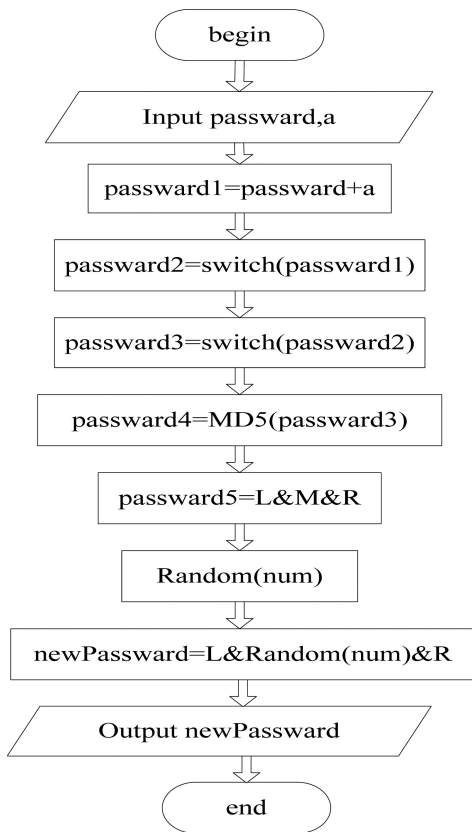 begin
Input passward,a
passward1=passward+a
passward2=switch(passward1)
passward3=switch(passward2)
passward4=MD5(passward3)
passward5=L&M&R
Random(num)
newPassward=L&Random(num)&R
Output newPassward
end